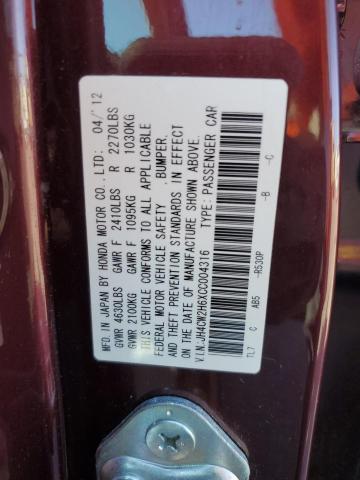 MFD. IN JAPAN BY HONDA MOTOR CO., LTD: 04/ 12
GVWR 4630LBS GAWR F 2410LBS R 2270LBS
GVWR 2100KG GAWR F 1095KG R 1030KG
THIS VEHICLE CONFORMS TO ALL APPLICABLE
FEDERAL MOTOR VEHICLE SAFETY , BUMPER,
AND THEFT PREVENTION STANDARDS IN EFFECT
ON THE DATE OF MANUFACTURE SHOWN ABOVE.
V.I.N.:JH4CW2H6XCC004316 TYPE: PASSENGER CAR
TL7 C AB5 -R530P -B -C